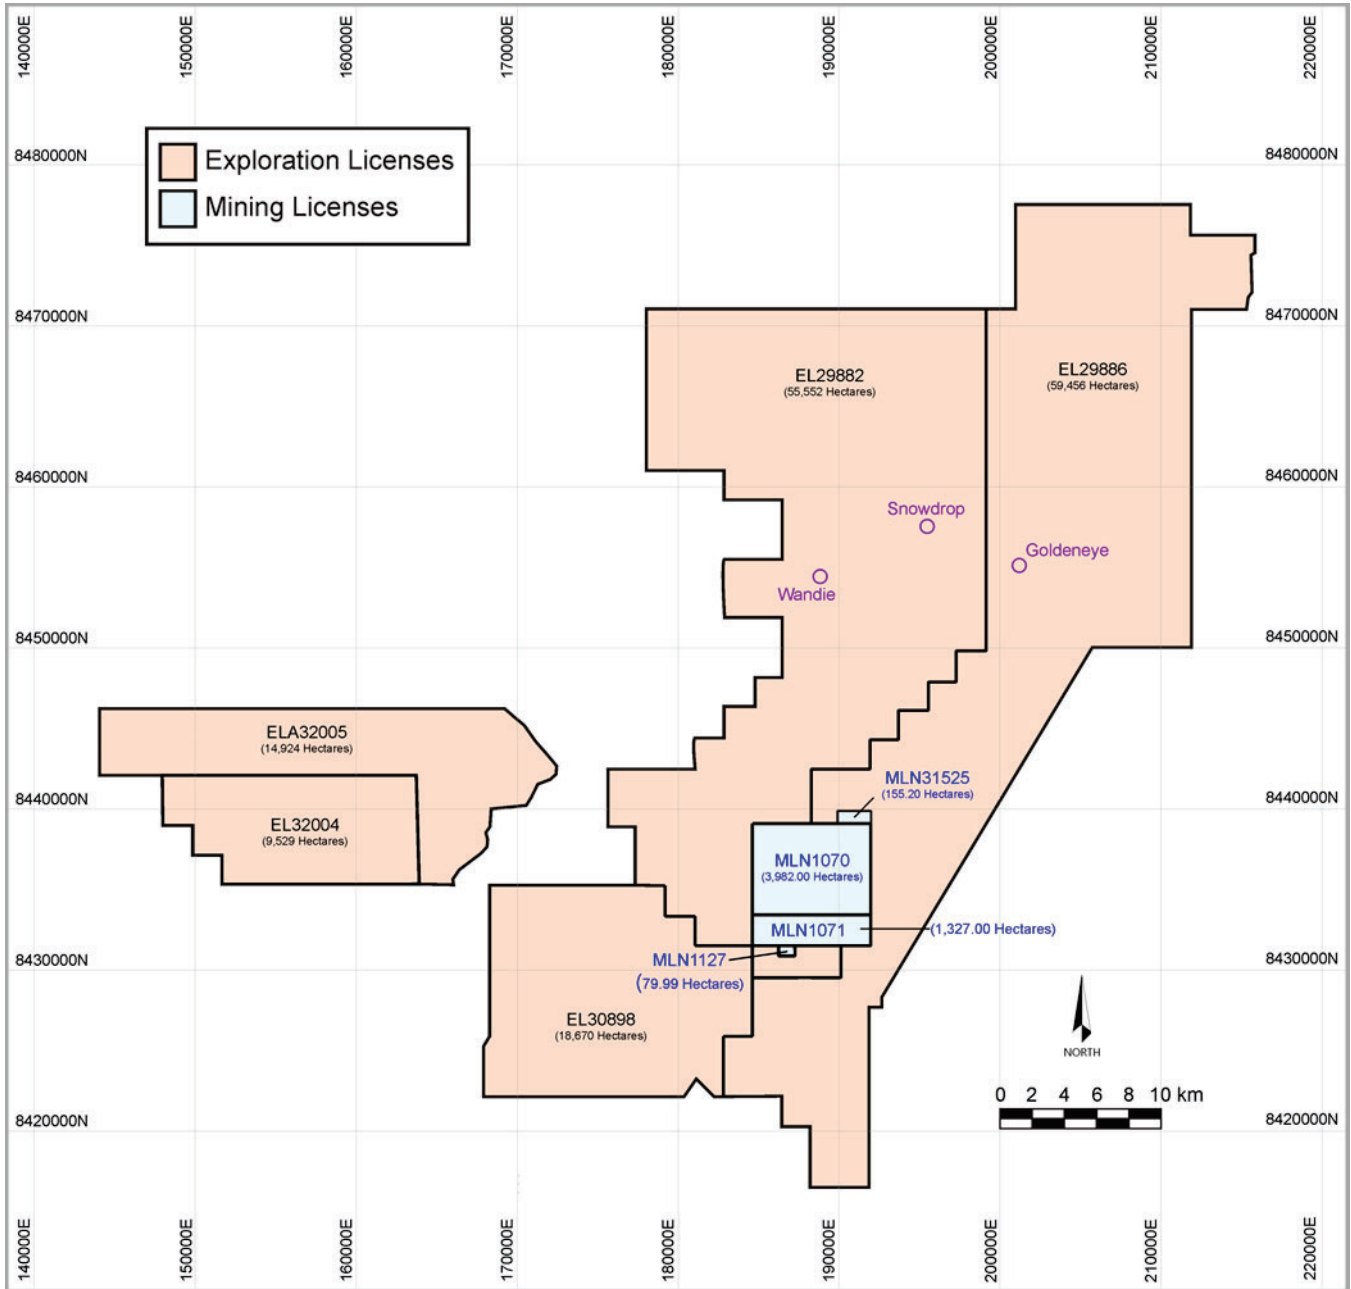 140000E
150000E
160000E
170000E
180000E
190000E
200000E
210000E
220000E
Exploration Licenses
Mining Licenses
8480000N
8480000N
8470000N
8470000N
EL29882
(55,552 Hectares)
EL29886
(59,456 Hectares)
8460000N
8460000N
Snowdrop
Goldeneye
Wandie
8450000N
8450000N
ELA32005
(14,924 Hectares)
MLN31525
(155.20 Hectares)
8440000N
8440000N
EL32004
(9,529 Hectares)
MLN1070
(3,982.00 Hectares)
MLN1071
(1,327.00 Hectares)
8430000N
8430000N
MLN1127
(79.99 Hectares)
EL30898
(18,670 Hectares)
NORTH
0 2 4 6 8 10 km
8420000N
8420000N
140000E
150000E
160000E
170000E
180000E
190000E
200000E
210000E
220000E